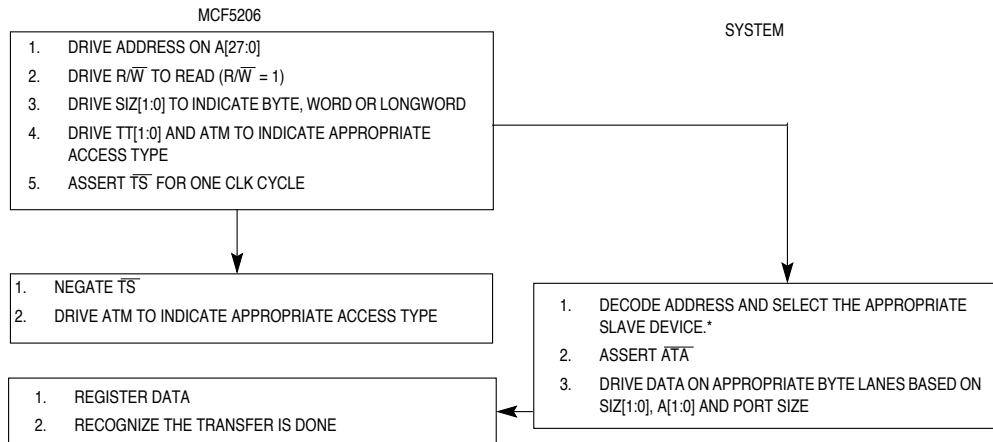 MCF5206
SYSTEM
1. DRIVE ADDRESS ON A[27:0]
2. DRIVE R/W̅ TO READ (R/W̅ = 1)
3. DRIVE SIZ[1:0] TO INDICATE BYTE, WORD OR LONGWORD
4. DRIVE TT[1:0] AND ATM TO INDICATE APPROPRIATE
ACCESS TYPE
5. ASSERT T̅S̅ FOR ONE CLK CYCLE
1. NEGATE T̅S̅
2. DRIVE ATM TO INDICATE APPROPRIATE ACCESS TYPE
1. DECODE ADDRESS AND SELECT THE APPROPRIATE
SLAVE DEVICE.*
2. ASSERT A̅T̅A̅
3. DRIVE DATA ON APPROPRIATE BYTE LANES BASED ON
SIZ[1:0], A[1:0] AND PORT SIZE
1. REGISTER DATA
2. RECOGNIZE THE TRANSFER IS DONE